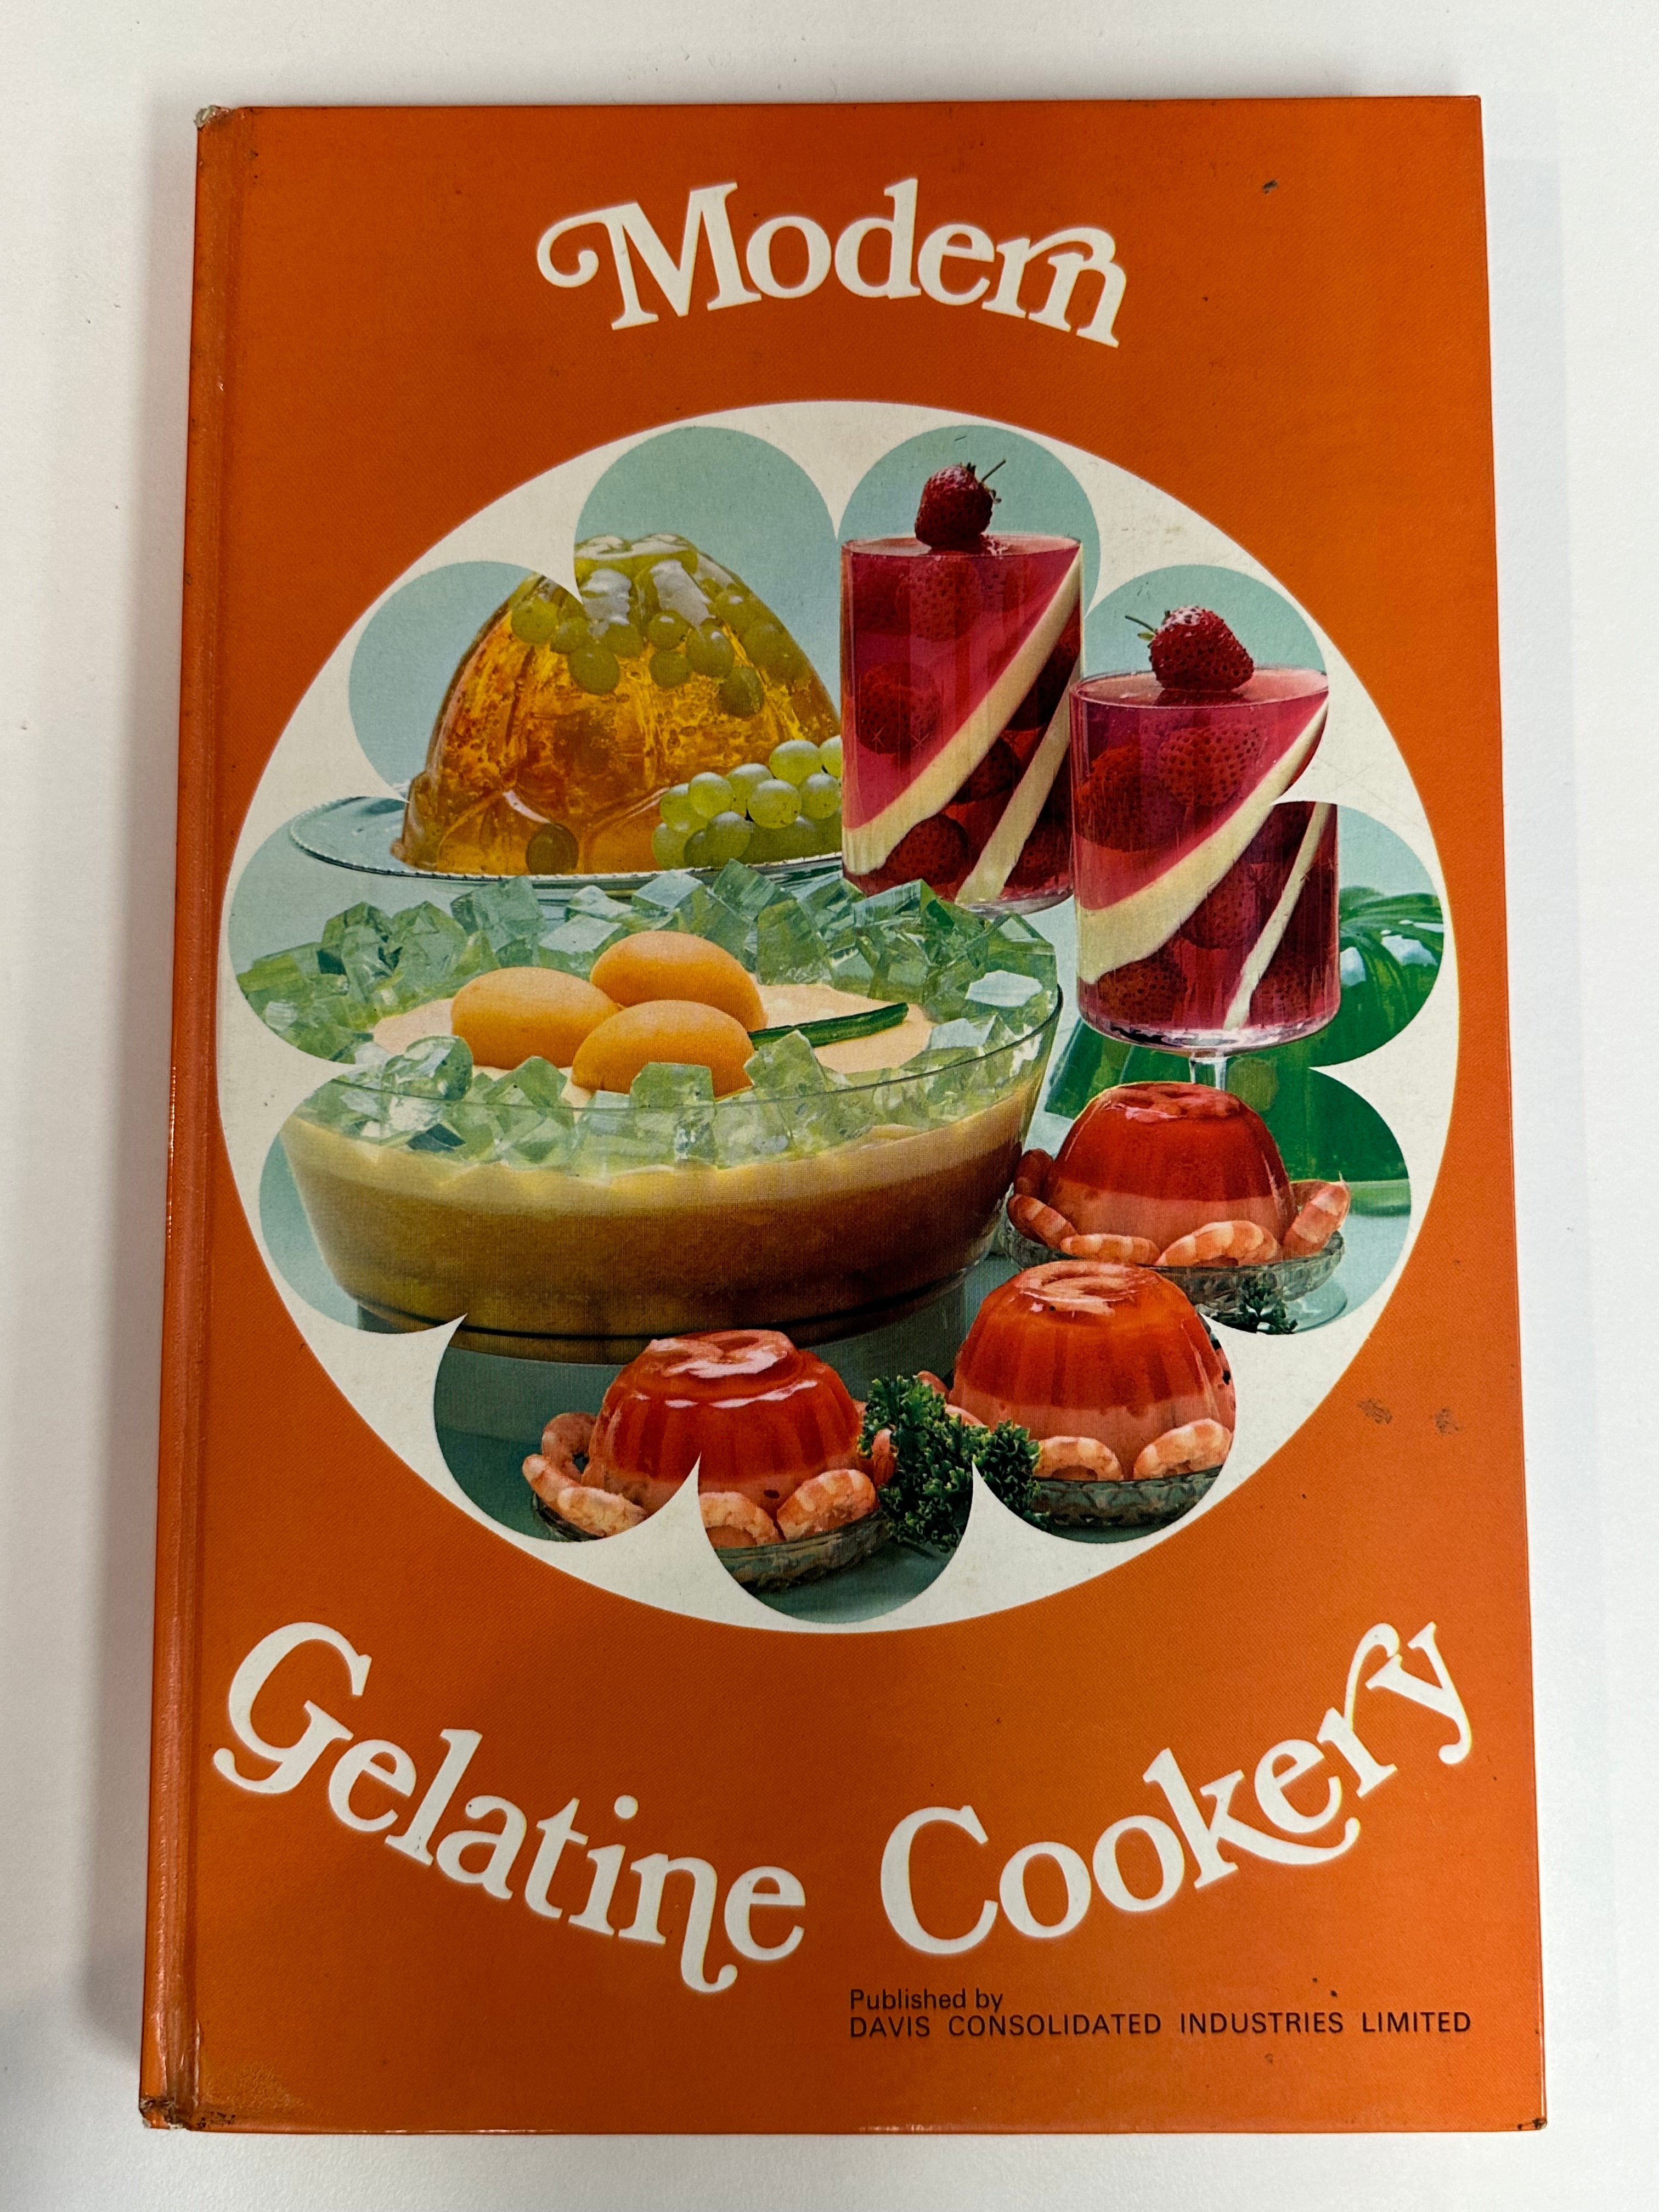 Modern
Gelatine Cookery
Published by
DAVIS CONSOLIDATED INDUSTRIES LIMITED